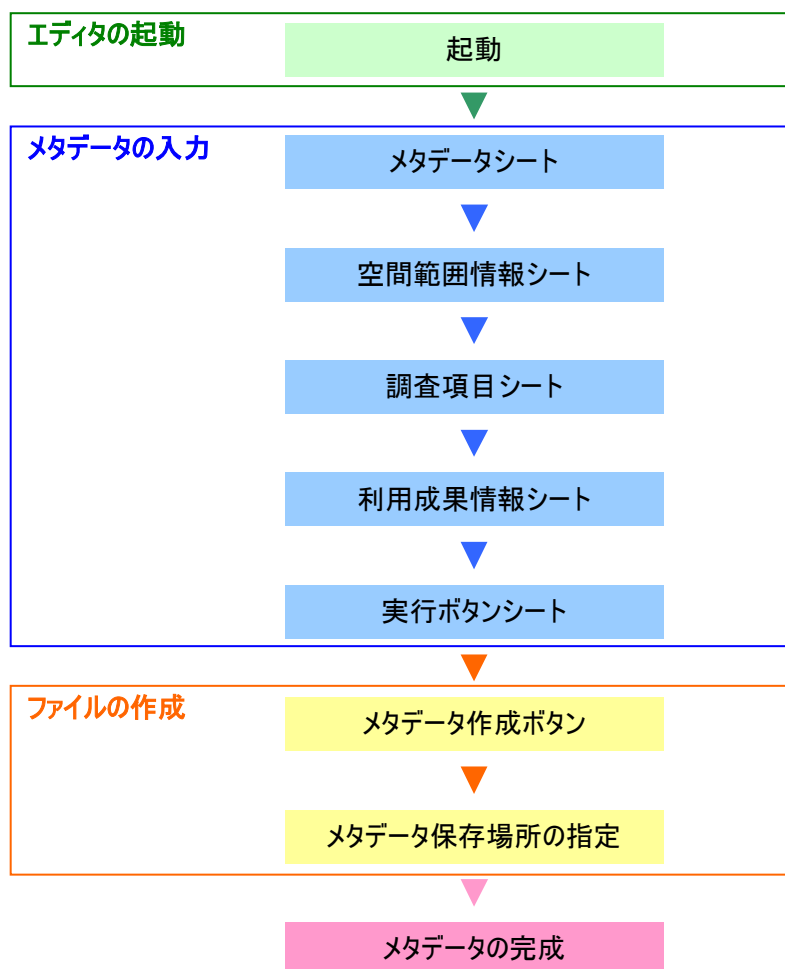 エディタの起動
起動
メタデータの入力
メタデータシート
空間範囲情報シート
調査項目シート
利用成果情報シート
実行ボタンシート
ファイルの作成
メタデータ作成ボタン
メタデータ保存場所の指定
メタデータの完成